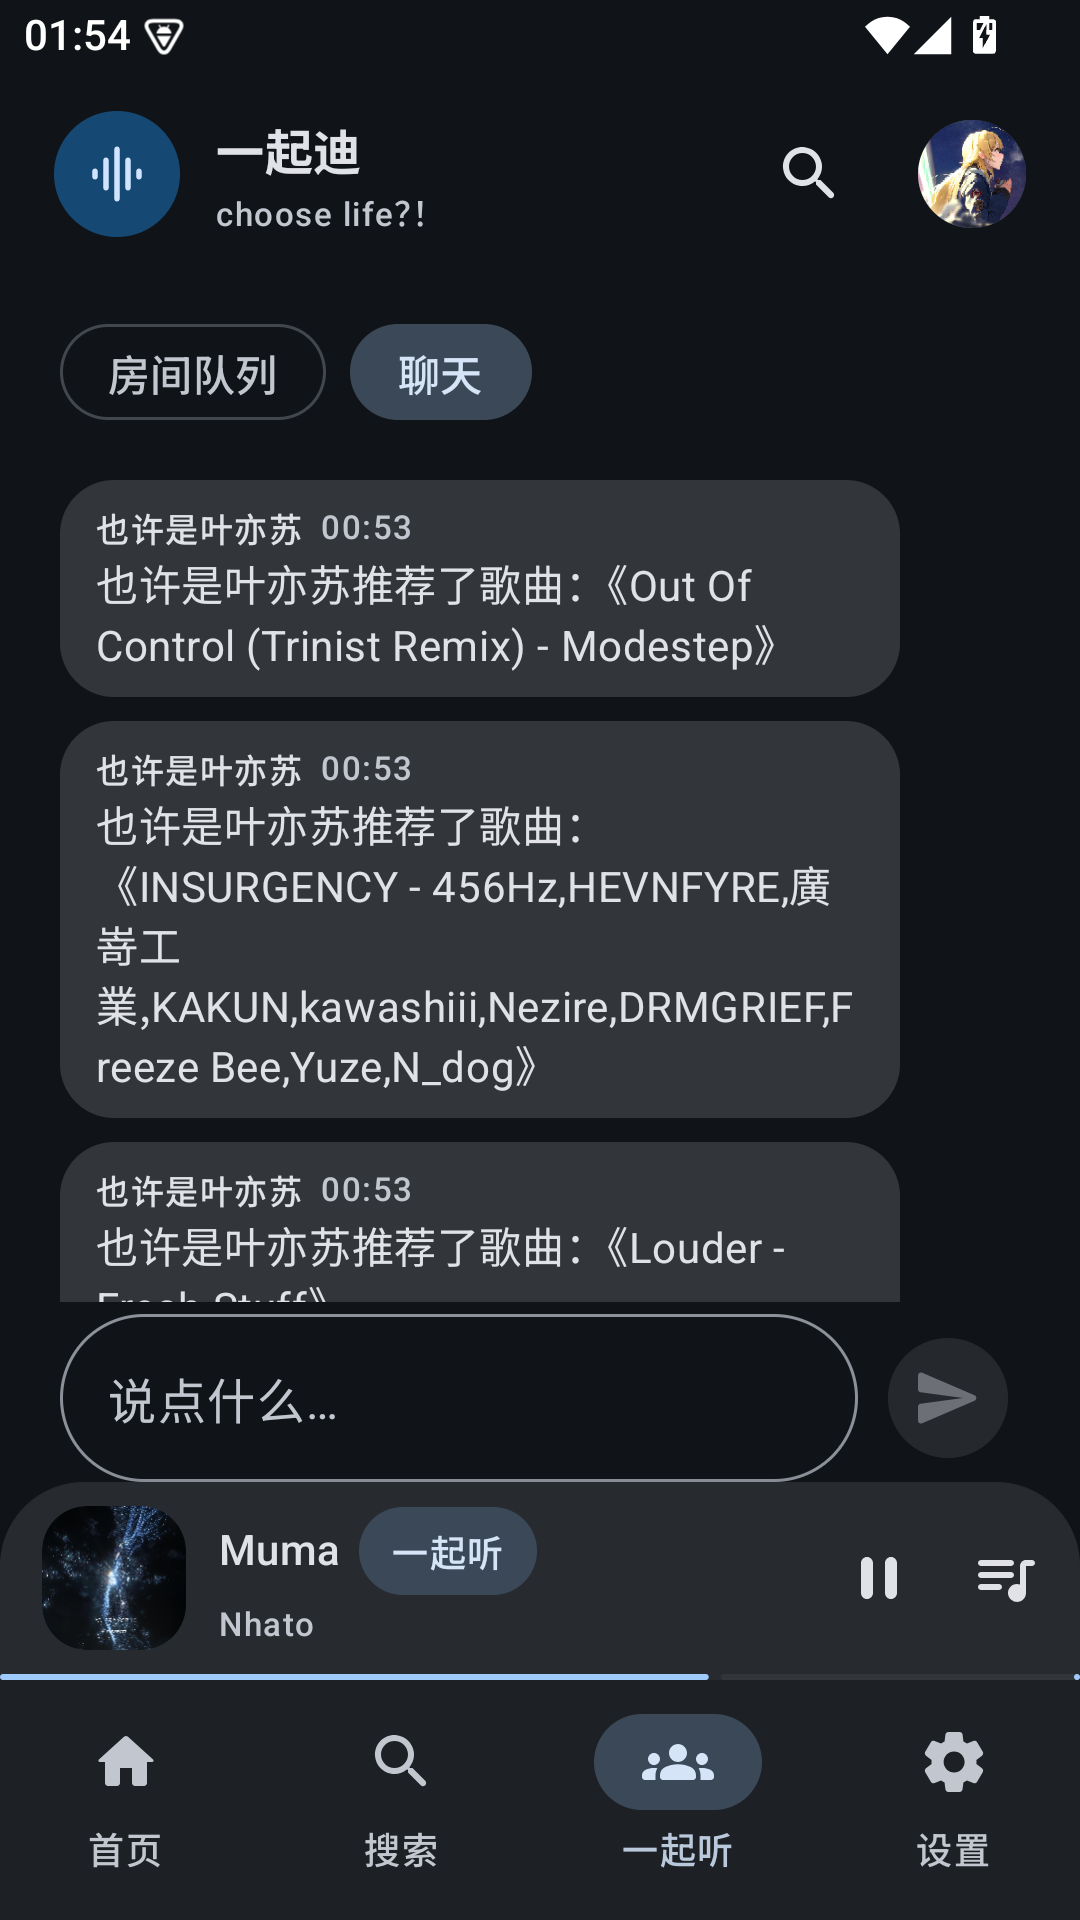 01:54
一起迪
choose life?!
房间队列
聊天
也许是叶亦苏 00:53
也许是叶亦苏推荐了歌曲：《Out Of
Control (Trinist Remix) - Modestep》
也许是叶亦苏 00:53
也许是叶亦苏推荐了歌曲：
《INSURGENCY - 456Hz,HEVNFYRE,廣
嵜工
業,KAKUN,kawashiii,Nezire,DRMGRIEF,F
reeze Bee,Yuze,N_dog》
也许是叶亦苏 00:53
也许是叶亦苏推荐了歌曲：《Louder -
Fresh Stuff》
说点什么...
Muma 一起听
Nhato
首页
搜索
一起听
设置